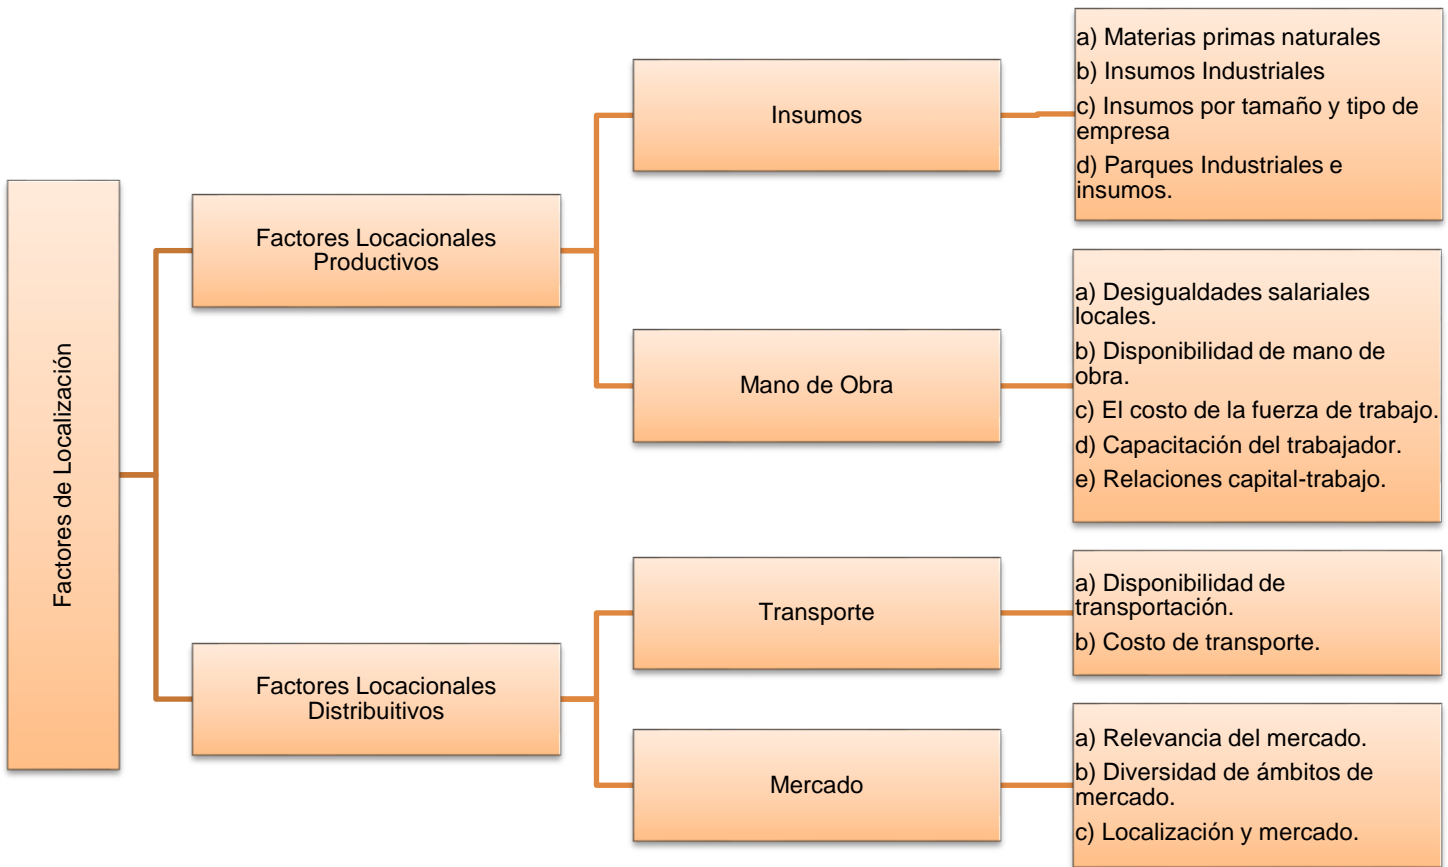 Factores de Localización
Factores Locacionales
Productivos
Insumos
a) Materias primas naturales
b) Insumos Industriales
c) Insumos por tamaño y tipo de
empresa
d) Parques Industriales e
insumos.
Mano de Obra
a) Desigualdades salariales
locales.
b) Disponibilidad de mano de
obra.
c) El costo de la fuerza de trabajo.
d) Capacitación del trabajador.
e) Relaciones capital-trabajo.
Factores Locacionales
Distribuitivos
Transporte
a) Disponibilidad de
transportación.
b) Costo de transporte.
Mercado
a) Relevancia del mercado.
b) Diversidad de ámbitos de
mercado.
c) Localización y mercado.